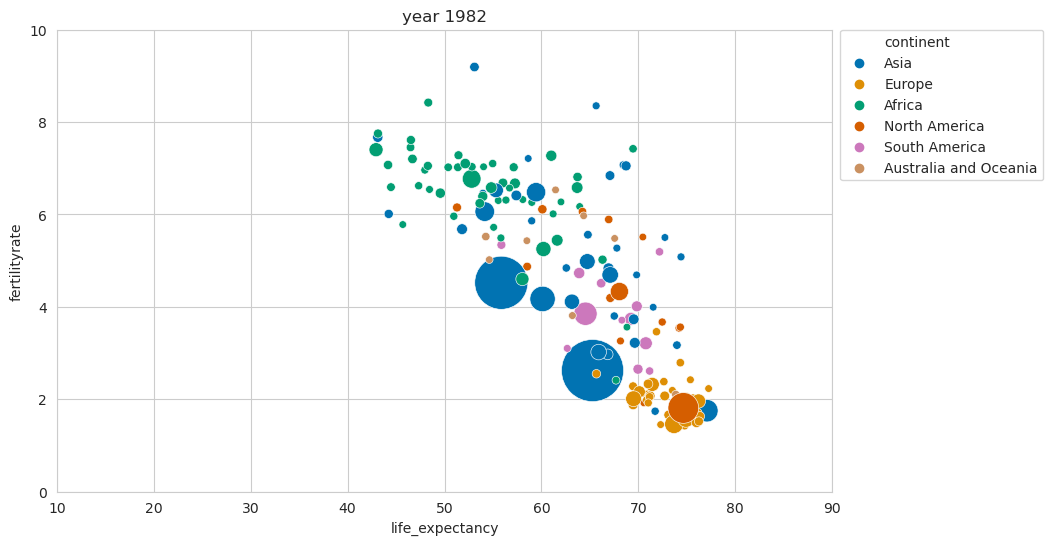 year 1982
10
8
6
4
2
0
fertilityrate
10
20
30
40
50
60
70
80
90
life_expectancy
continent
Asia
Europe
Africa
North America
South America
Australia and Oceania